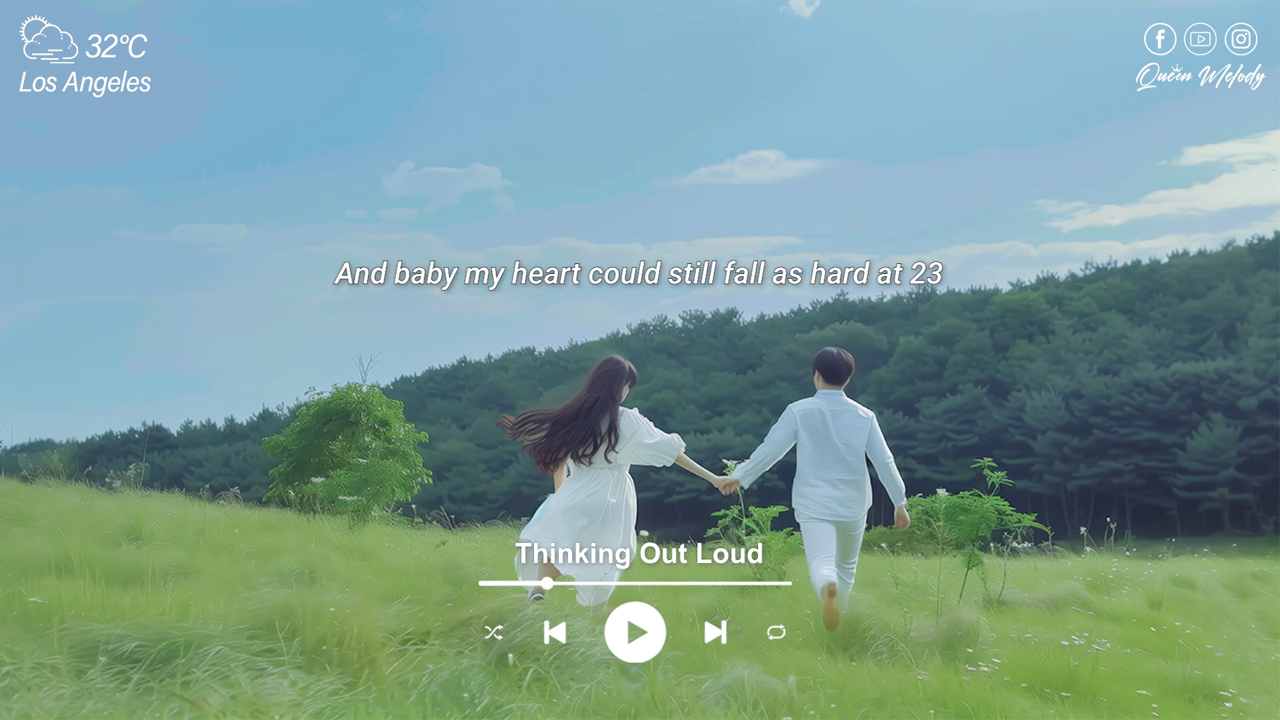 32°C
Los Angeles
Queen Melody
And baby my heart could still fall as hard at 23
Thinking Out Loud